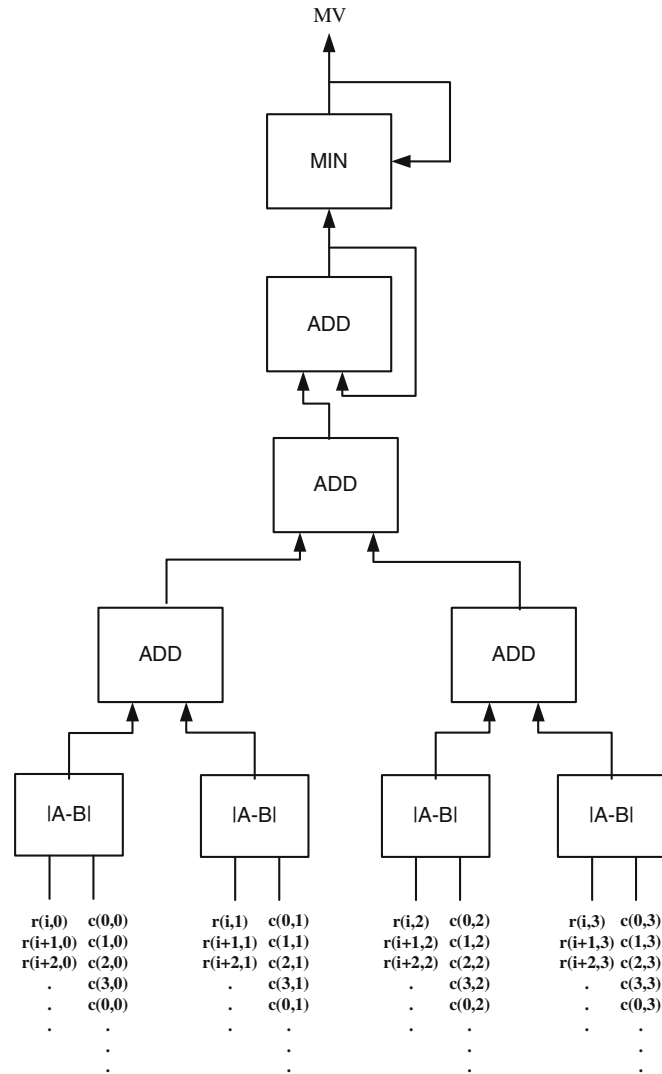 MV
MIN
ADD
ADD
ADD ADD
|A-B| |A-B| |A-B| |A-B|
r(i,0) c(0,0) r(i,1) c(0,1) r(i,2) c(0,2) r(i,3) c(0,3)
r(i+1,0) c(1,0) r(i+1,1) c(1,1) r(i+1,2) c(1,2) r(i+1,3) c(1,3)
r(i+2,0) c(2,0) r(i+2,1) c(2,1) r(i+2,2) c(2,2) r(i+2,3) c(2,3)
. c(3,0) . c(3,1) . c(3,2) . c(3,3)
. c(0,0) . c(0,1) . c(0,2) . c(0,3)
. . . . . . . .
. . . .
. . . .